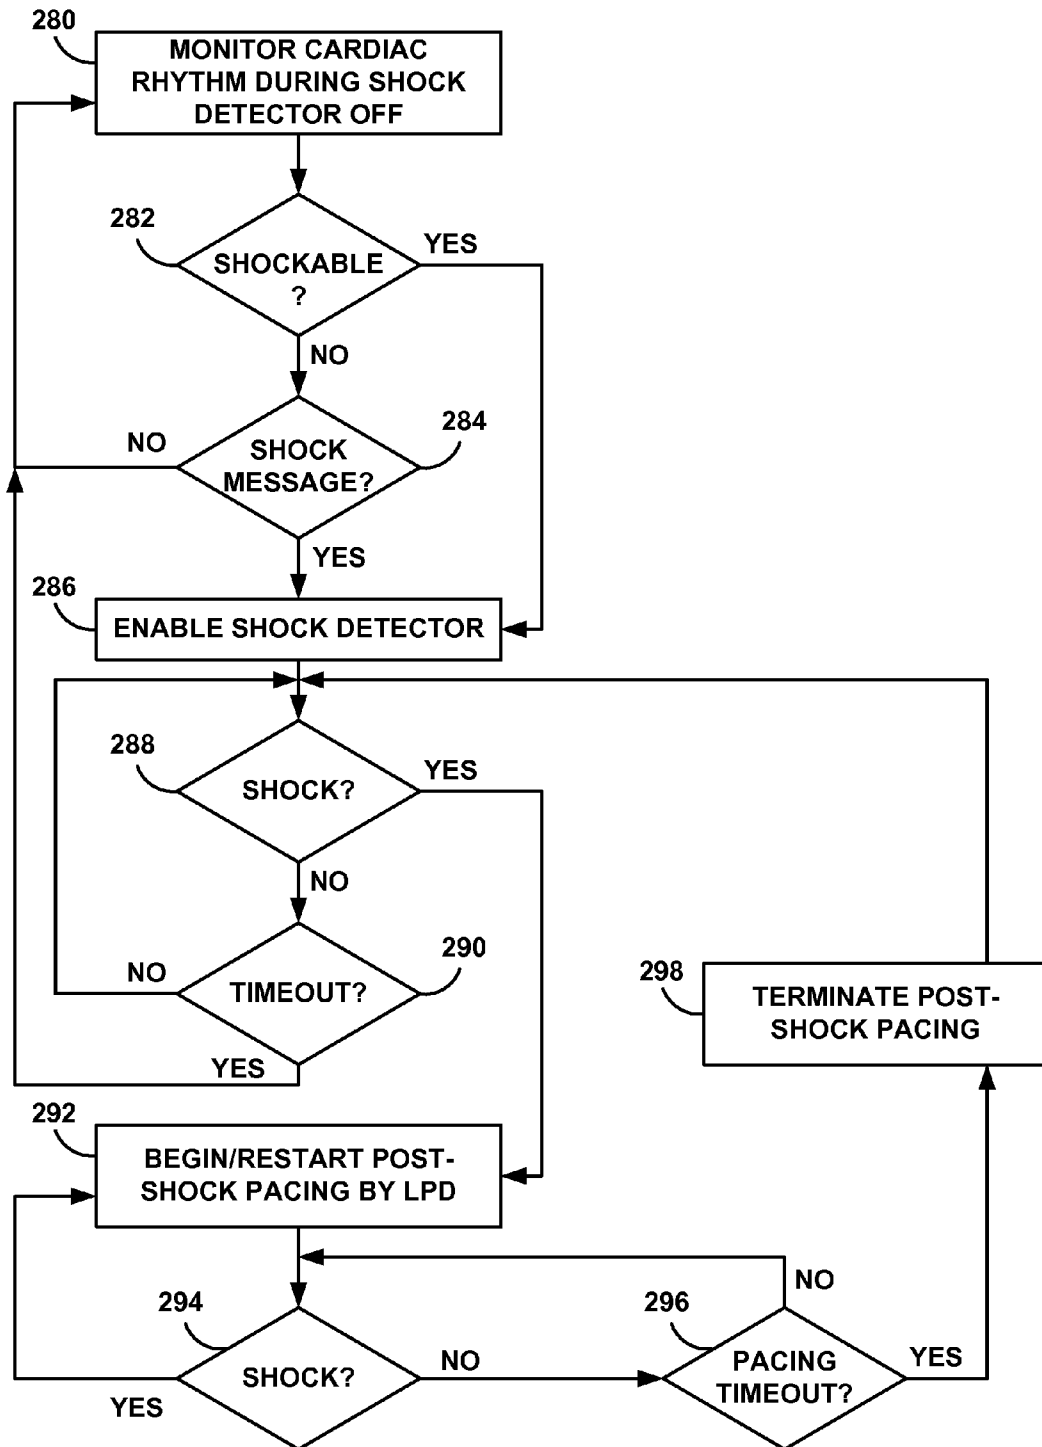 280
MONITOR CARDIAC
RHYTHM DURING SHOCK
DETECTOR OFF
282
SHOCKABLE
?
YES
NO
284
SHOCK
MESSAGE?
NO
YES
286
ENABLE SHOCK DETECTOR
288
SHOCK?
YES
NO
290
TIMEOUT?
NO
YES
298
TERMINATE POST-
SHOCK PACING
292
BEGIN/RESTART POST-
SHOCK PACING BY LPD
294
SHOCK?
YES
NO
296
PACING
TIMEOUT?
NO
YES